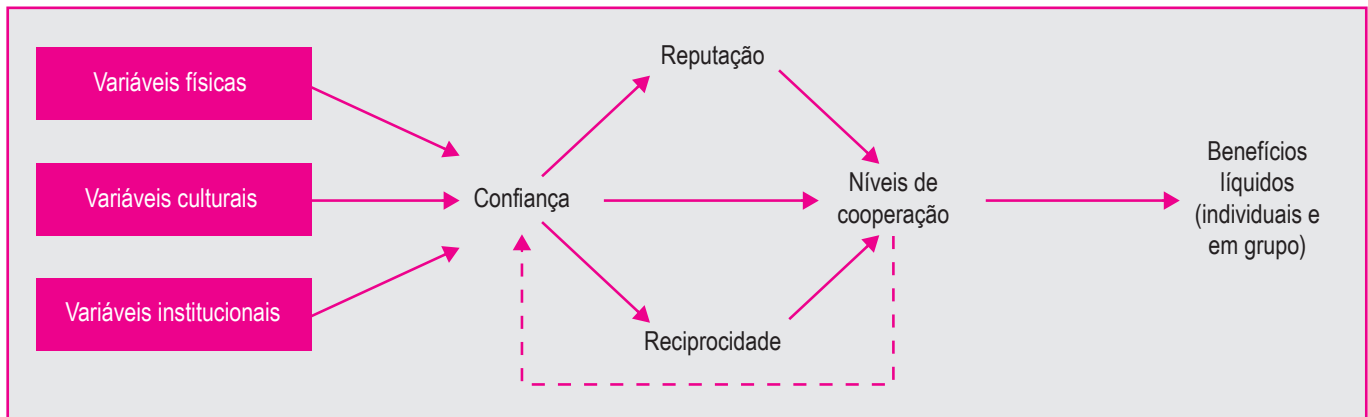 Variáveis físicas
Variáveis culturais
Variáveis institucionais
Confiança
Reputação
Reciprocidade
Níveis de
cooperação
Benefícios
líquidos
(individuais e
em grupo)